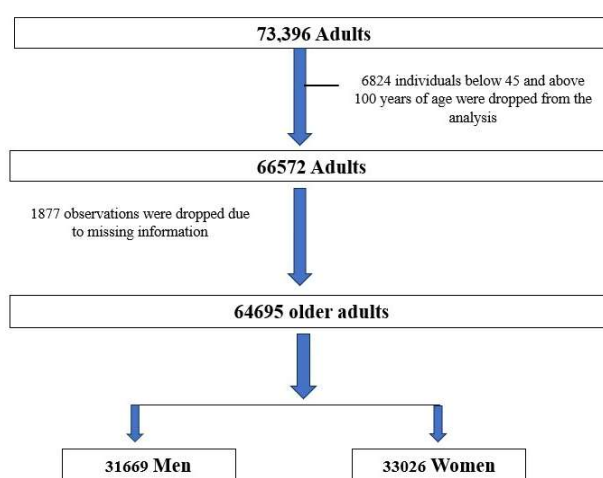 73,396 Adults
6824 individuals below 45 and above
100 years of age were dropped from the
analysis
66572 Adults
1877 observations were dropped due
to missing information
64695 older adults
31669 Men
33026 Women